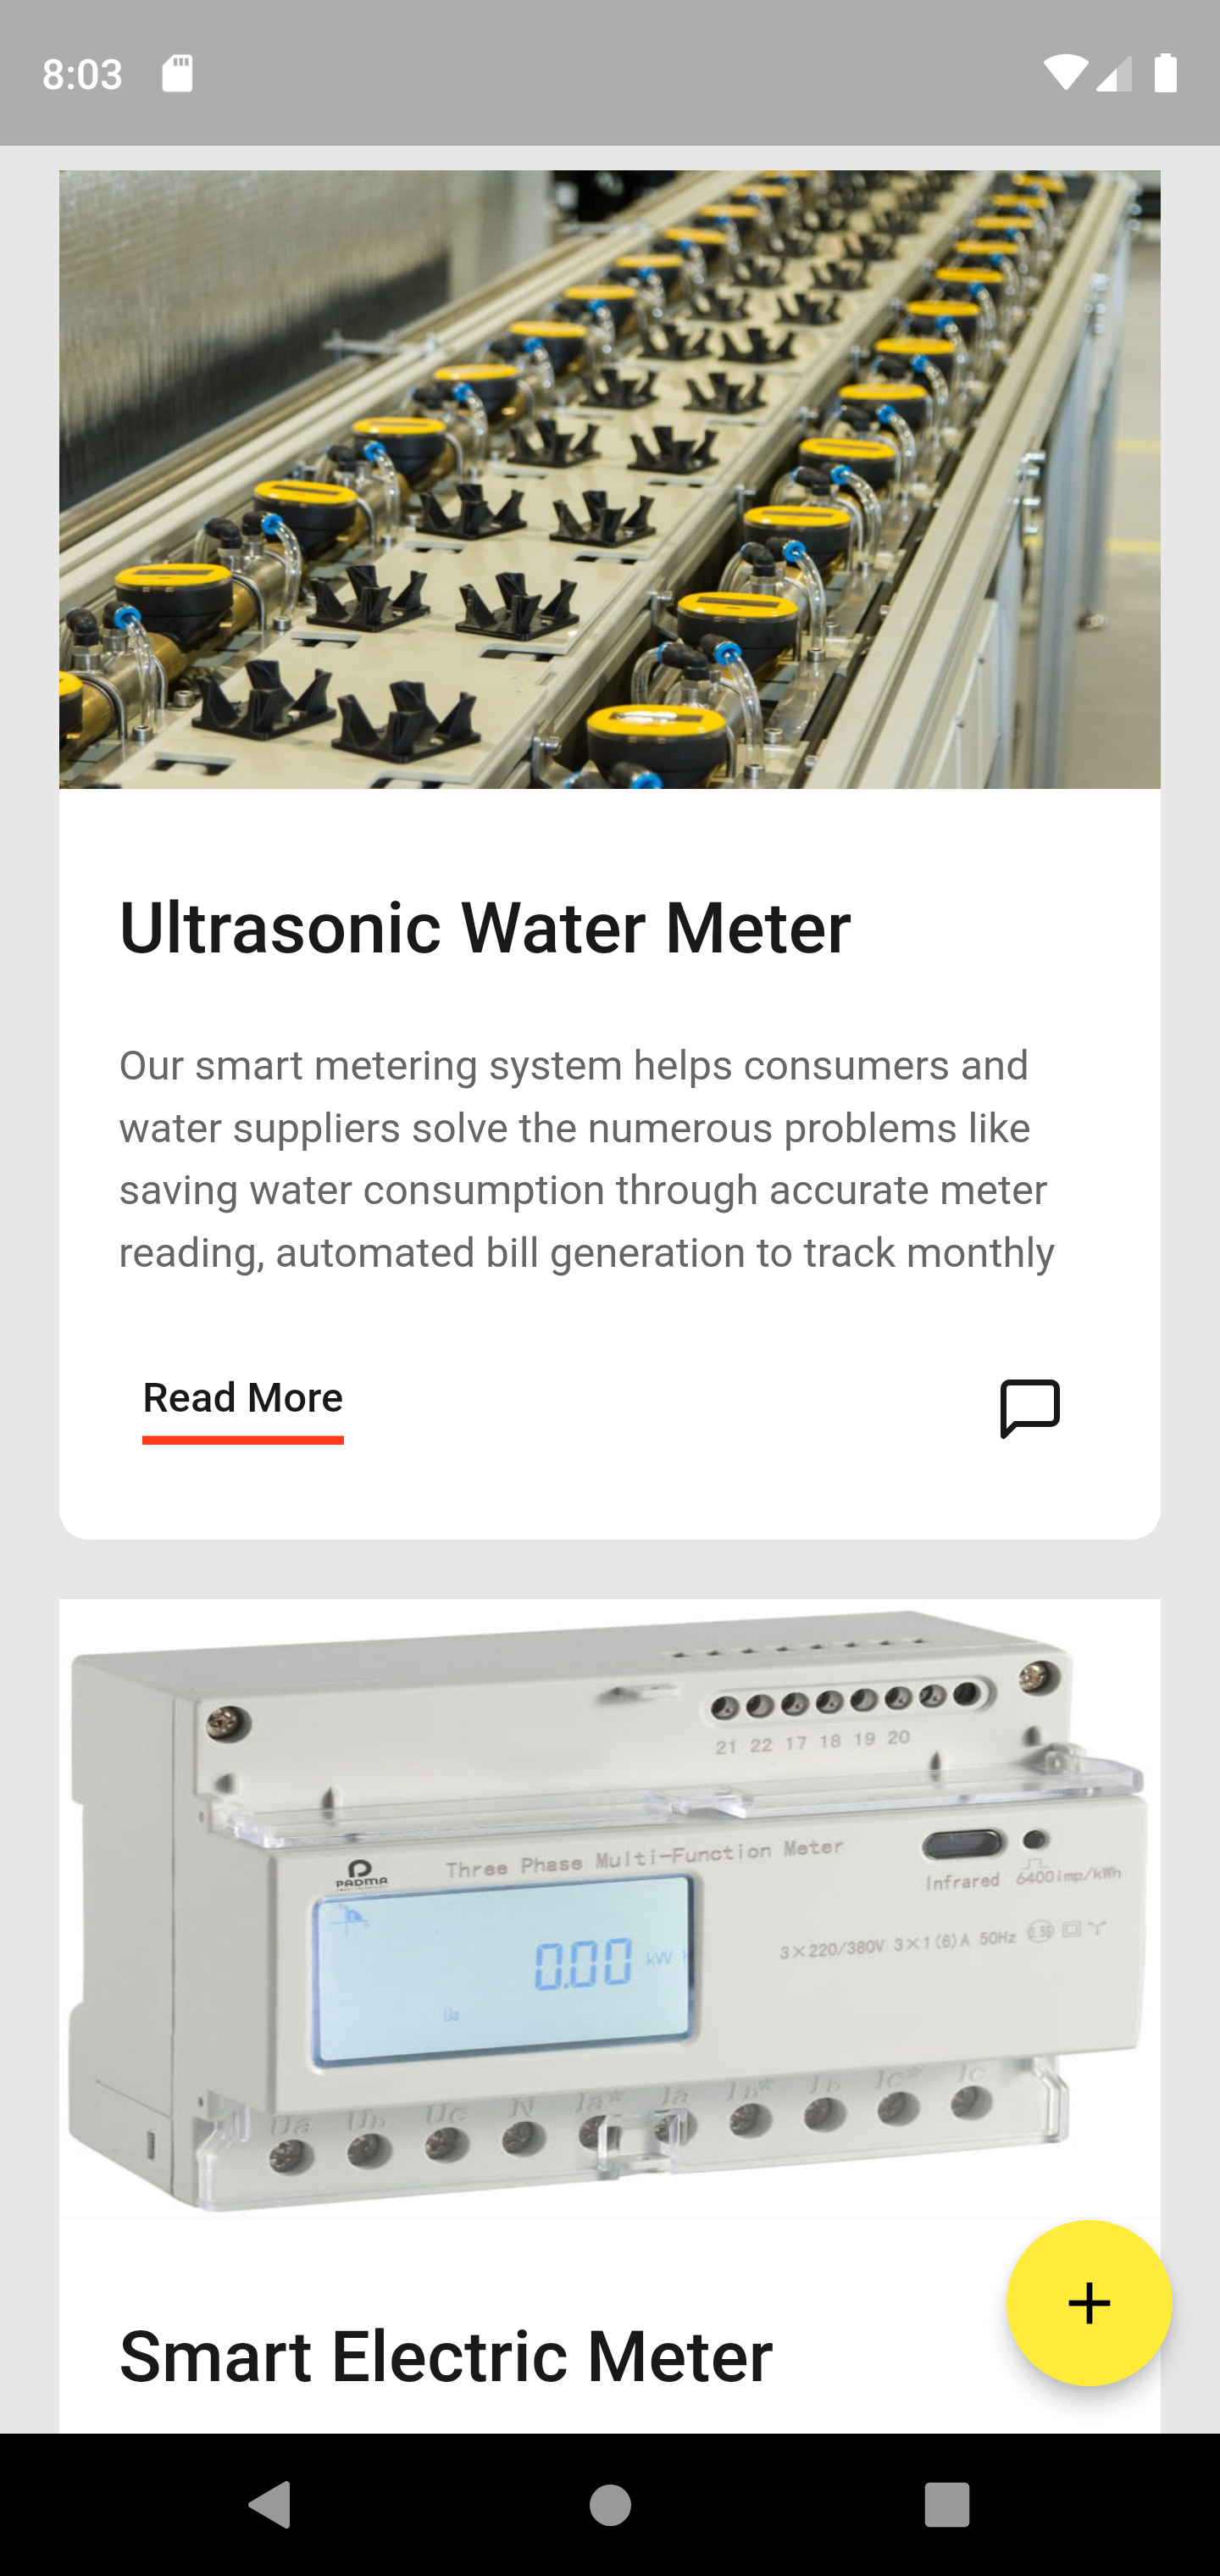 8:03
Ultrasonic Water Meter
Our smart metering system helps consumers and
water suppliers solve the numerous problems like
saving water consumption through accurate meter
reading, automated bill generation to track monthly
Read More
21 22 17 18 19 20
PADMA
Three Phase Multi-Function Meter
Infrared 6400imp/kWh
3×220/380V 3×1(6)A 50Hz
0.00 kW
Ua
Ua Ub Uc N Ia* Ia Ib* Ib Ic* Ic
Smart Electric Meter